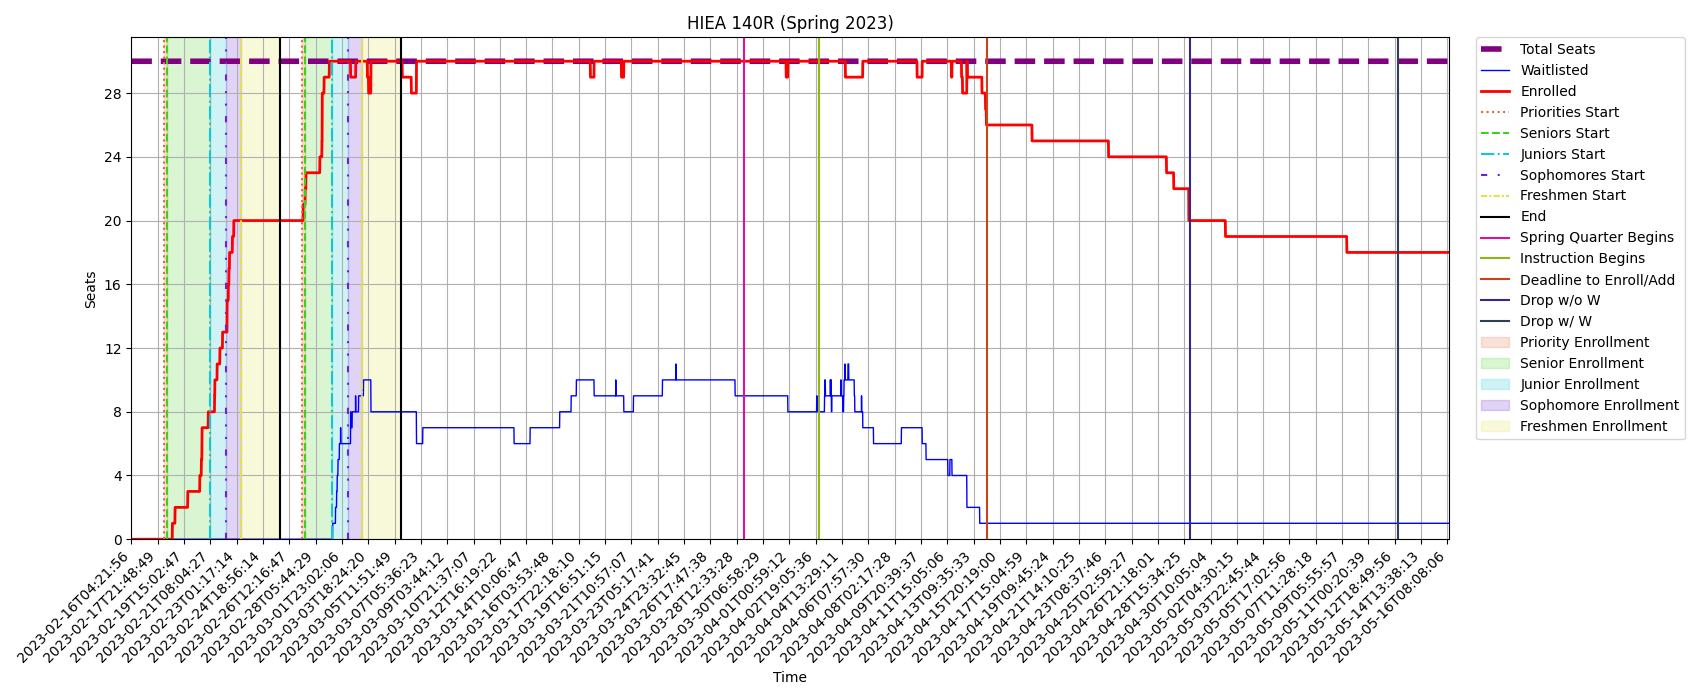 HIEA 140R (Spring 2023)
Seats
28
24
20
16
12
8
4
0
2023-02-16T04:21:56
2023-02-17T21:48:49
2023-02-19T15:02:47
2023-02-21T08:04:27
2023-02-23T01:17:14
2023-02-24T18:56:14
2023-02-26T12:16:47
2023-02-28T05:44:29
2023-03-01T23:02:06
2023-03-03T18:24:20
2023-03-05T11:51:49
2023-03-07T05:36:23
2023-03-09T03:44:12
2023-03-10T21:37:07
2023-03-12T16:19:22
2023-03-14T10:06:47
2023-03-16T03:53:48
2023-03-17T22:18:10
2023-03-19T16:51:15
2023-03-21T10:57:07
2023-03-23T05:17:41
2023-03-24T23:32:45
2023-03-26T17:47:38
2023-03-28T12:33:28
2023-03-30T06:58:29
2023-04-01T00:59:12
2023-04-02T19:05:36
2023-04-04T13:29:11
2023-04-06T07:57:30
2023-04-08T02:17:28
2023-04-09T20:39:37
2023-04-11T15:05:06
2023-04-13T09:35:33
2023-04-15T20:19:00
2023-04-17T15:04:59
2023-04-19T09:45:24
2023-04-21T14:10:25
2023-04-23T08:37:46
2023-04-25T02:59:27
2023-04-26T21:18:01
2023-04-28T15:34:25
2023-04-30T10:05:04
2023-05-02T04:30:15
2023-05-03T22:45:44
2023-05-05T17:02:56
2023-05-07T11:28:18
2023-05-09T05:55:57
2023-05-11T00:20:39
2023-05-12T18:49:56
2023-05-14T13:38:13
2023-05-16T08:08:06
Time
Total Seats
Waitlisted
Enrolled
Priorities Start
Seniors Start
Juniors Start
Sophomores Start
Freshmen Start
End
Spring Quarter Begins
Instruction Begins
Deadline to Enroll/Add
Drop w/o W
Drop w/ W
Priority Enrollment
Senior Enrollment
Junior Enrollment
Sophomore Enrollment
Freshmen Enrollment